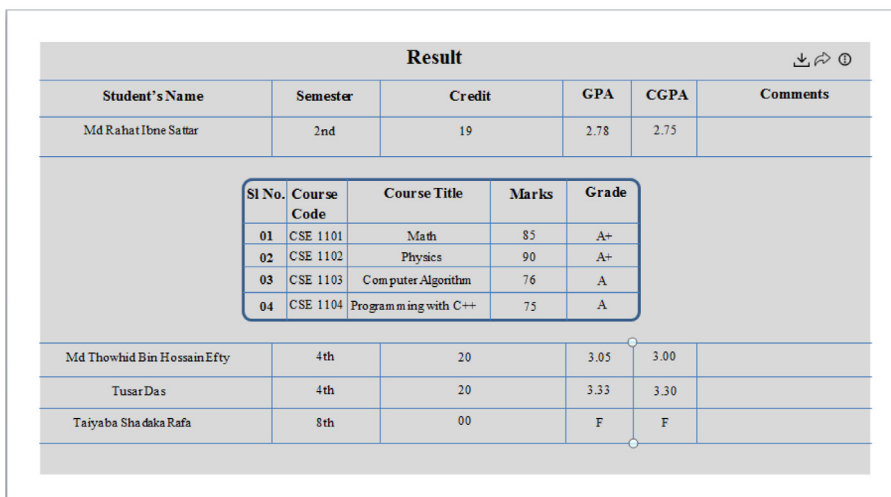 Result
Student's Name Semester Credit GPA CGPA Comments
Md Rahat Ibne Sattar 2nd 19 2.78 2.75
Sl No. Course Code Course Title Marks Grade
01 CSE 1101 Math 85 A+
02 CSE 1102 Physics 90 A+
03 CSE 1103 Computer Algorithm 76 A
04 CSE 1104 Programming with C++ 75 A
Md Thowhid Bin Hossain Efty 4th 20 3.05 3.00
Tusar Das 4th 20 3.33 3.30
Taiyaba Shadaka Rafa 8th 00 F F